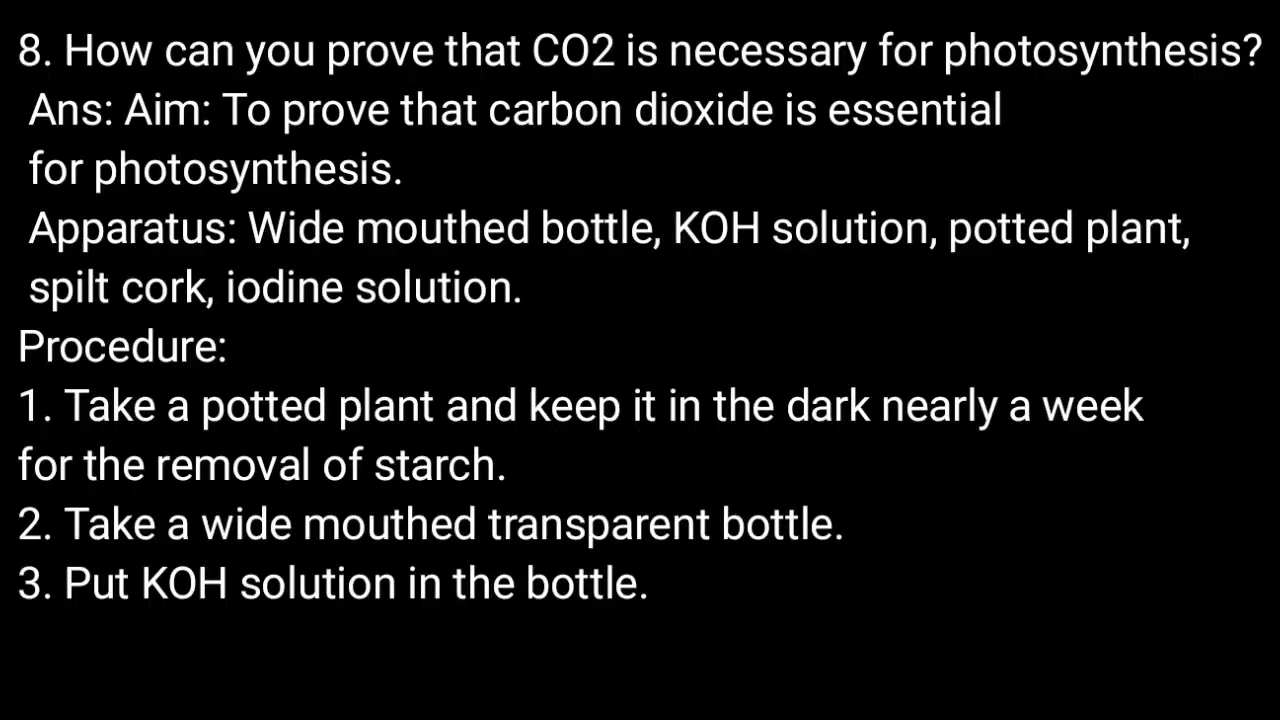 8. How can you prove that CO2 is necessary for photosynthesis?
Ans: Aim: To prove that carbon dioxide is essential
for photosynthesis.
Apparatus: Wide mouthed bottle, KOH solution, potted plant,
spilt cork, iodine solution.
Procedure:
1. Take a potted plant and keep it in the dark nearly a week
for the removal of starch.
2. Take a wide mouthed transparent bottle.
3. Put KOH solution in the bottle.